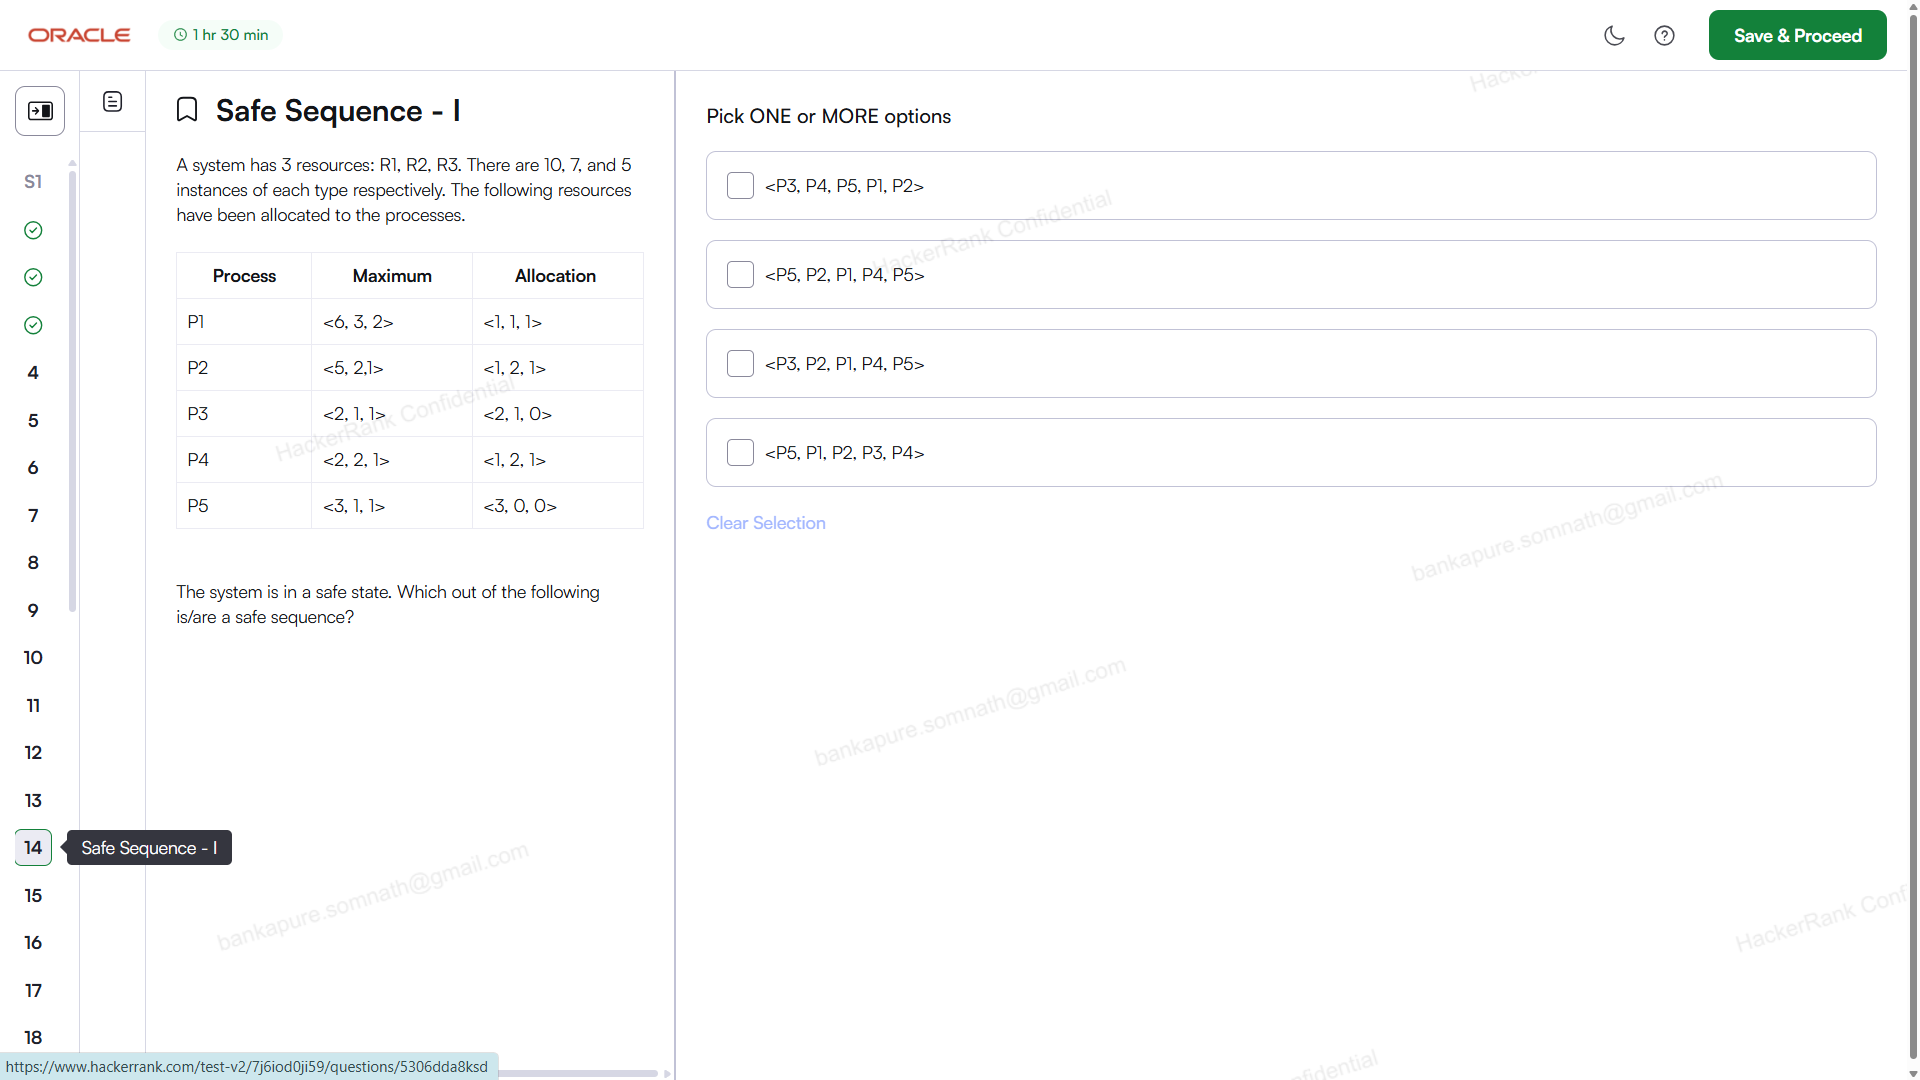 ORACLE
1 hr 30 min
Save & Proceed
S1
4
5
6
7
8
9
10
11
12
13
14
15
16
17
18
Safe Sequence - I
Safe Sequence - I
A system has 3 resources: R1, R2, R3. There are 10, 7, and 5
instances of each type respectively. The following resources
have been allocated to the processes.
Process Maximum Allocation
P1 <6, 3, 2> <1, 1, 1>
P2 <5, 2,1> <1, 2, 1>
P3 <2, 1, 1> <2, 1, 0>
P4 <2, 2, 1> <1, 2, 1>
P5 <3, 1, 1> <3, 0, 0>
The system is in a safe state. Which out of the following
is/are a safe sequence?
Pick ONE or MORE options
<P3, P4, P5, P1, P2>
<P5, P2, P1, P4, P5>
<P3, P2, P1, P4, P5>
<P5, P1, P2, P3, P4>
Clear Selection
HackerRank Confidential
HackerRank Confidential
bankapure.somnath@gmail.com
bankapure.somnath@gmail.com
bankapure.somnath@gmail.com
HackerRank Conf
https://www.hackerrank.com/test-v2/7j6iod0ji59/questions/5306dda8ksd